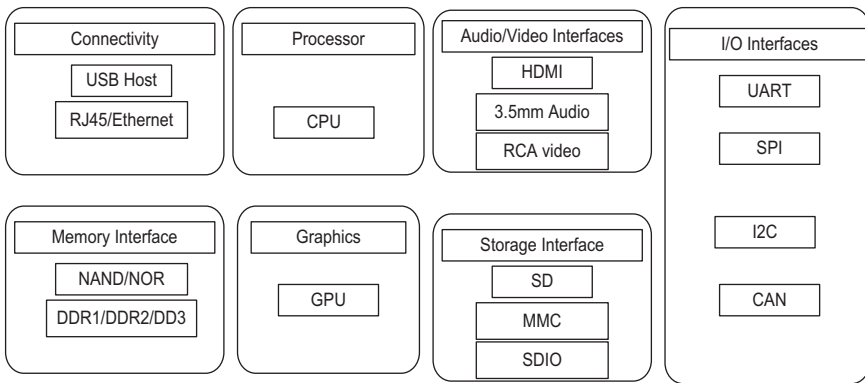 Connectivity
USB Host
RJ45/Ethernet
Processor
CPU
Audio/Video Interfaces
HDMI
3.5mm Audio
RCA video
I/O Interfaces
UART
SPI
I2C
CAN
Memory Interface
NAND/NOR
DDR1/DDR2/DD3
Graphics
GPU
Storage Interface
SD
MMC
SDIO